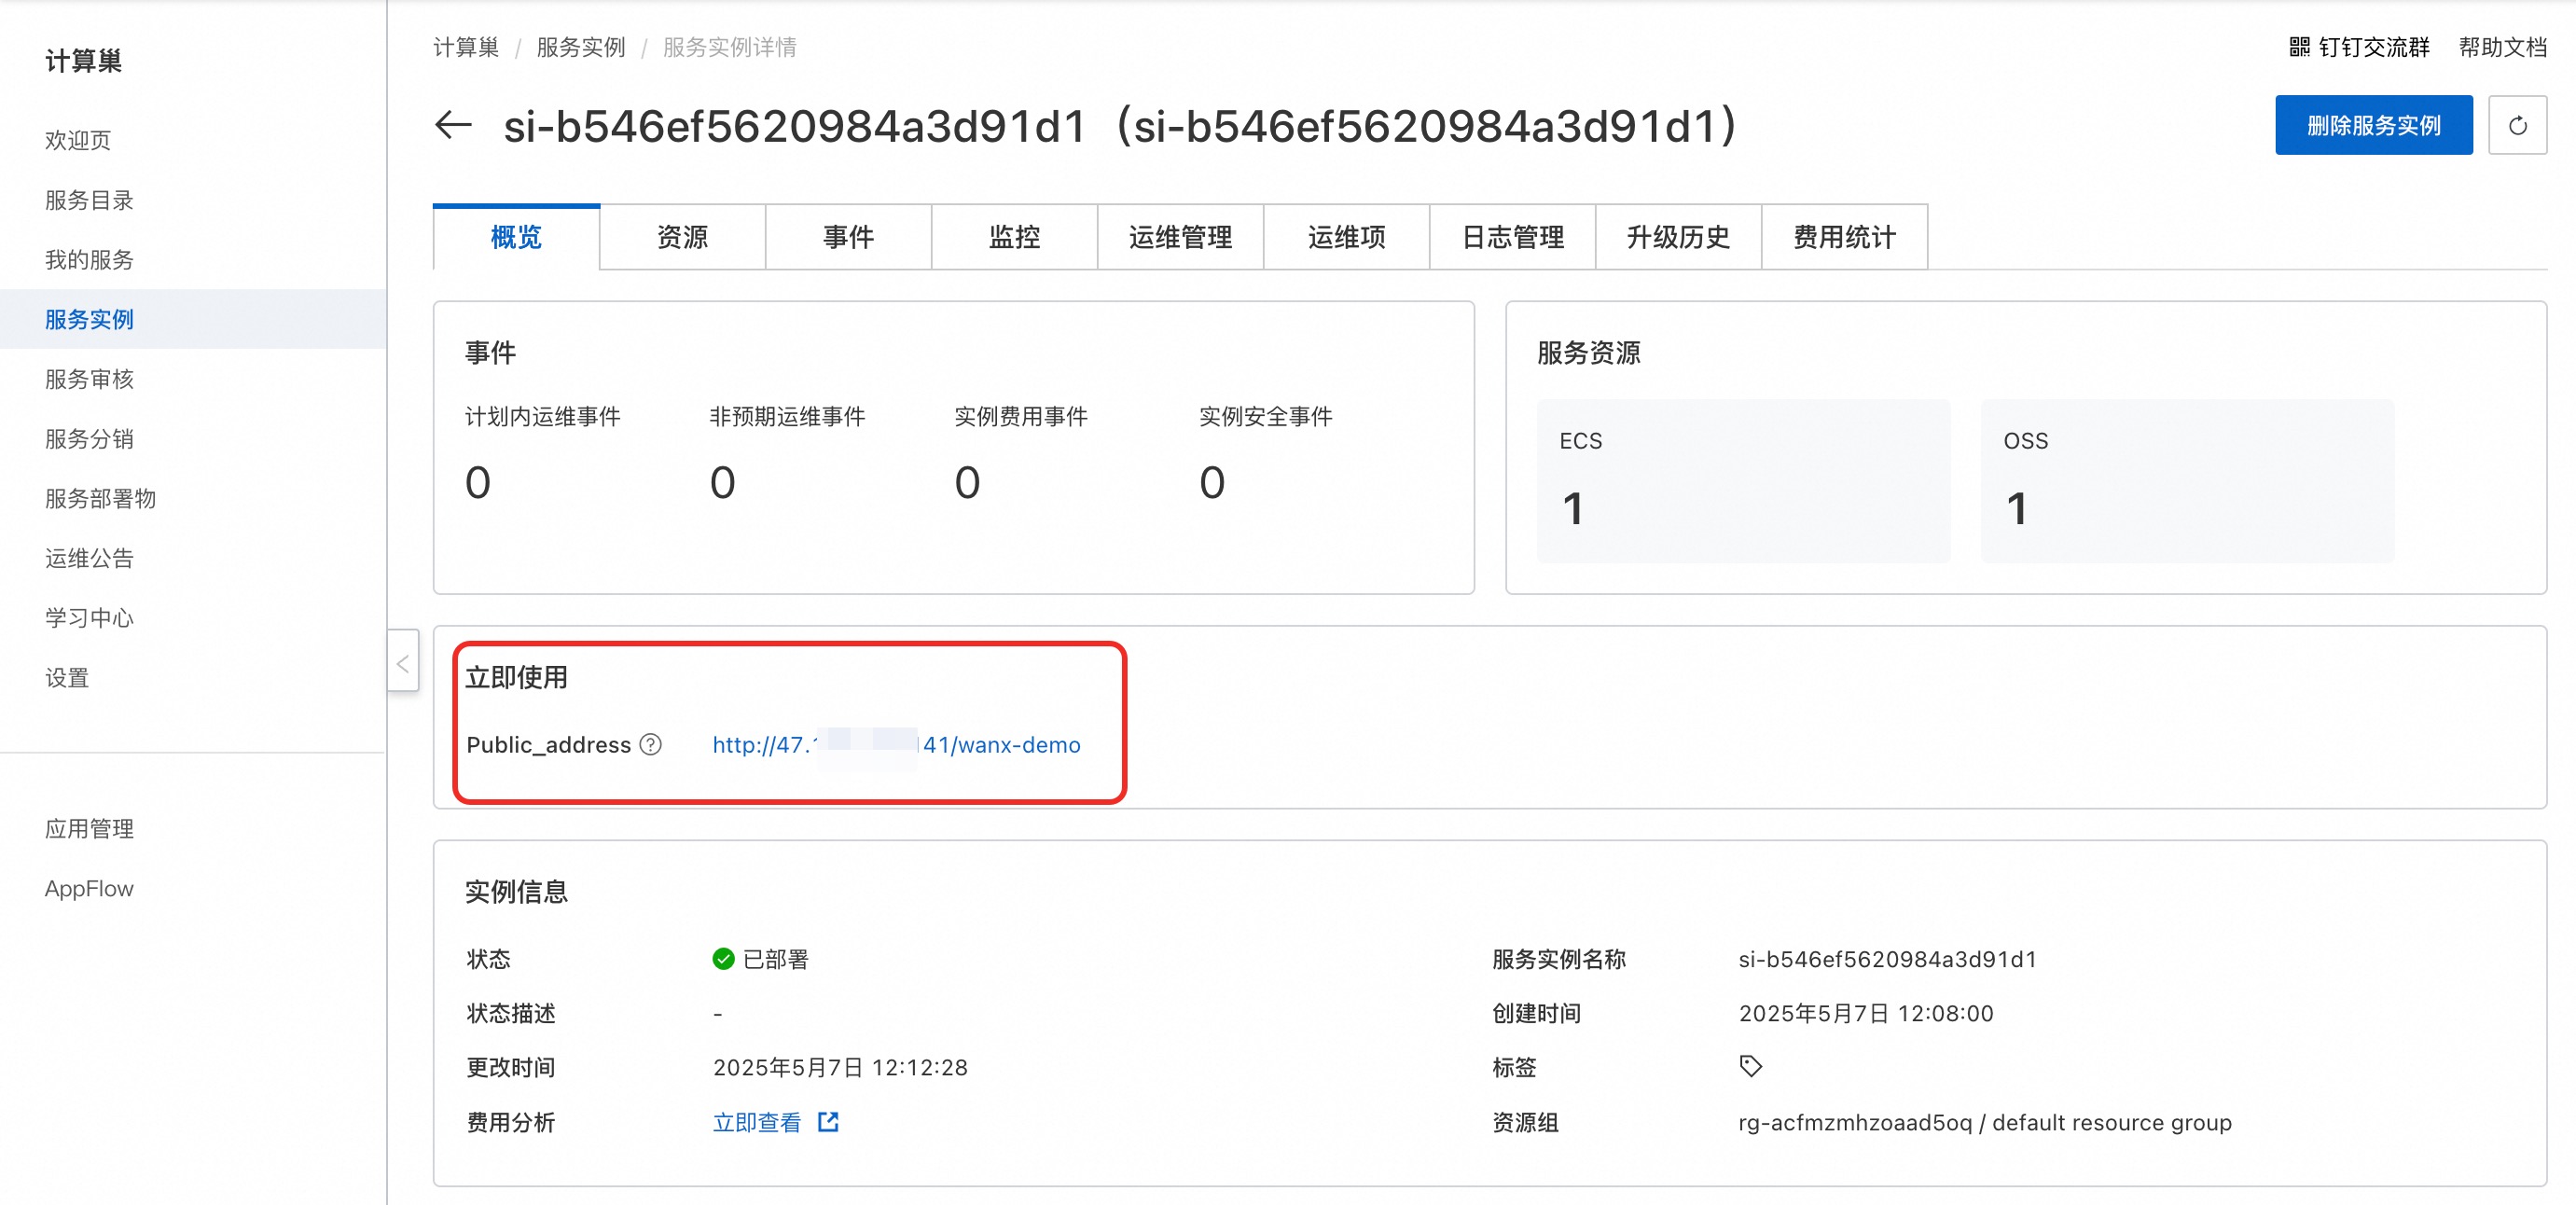 计算巢
欢迎页
服务目录
我的服务
服务实例
服务审核
服务分销
服务部署物
运维公告
学习中心
设置
应用管理
AppFlow
计算巢 / 服务实例 / 服务实例详情
钉钉交流群 帮助文档
si-b546ef5620984a3d91d1（si-b546ef5620984a3d91d1）
删除服务实例
概览 资源 事件 监控 运维管理 运维项 日志管理 升级历史 费用统计
事件
计划内运维事件 非预期运维事件 实例费用事件 实例安全事件
0 0 0 0
服务资源
ECS OSS
1 1
立即使用
Public_address http://47. 41/wanx-demo
实例信息
状态 已部署
服务实例名称 si-b546ef5620984a3d91d1
状态描述 -
创建时间 2025年5月7日 12:08:00
更改时间 2025年5月7日 12:12:28
标签
费用分析 立即查看
资源组 rg-acfmzmhzoaad5oq / default resource group